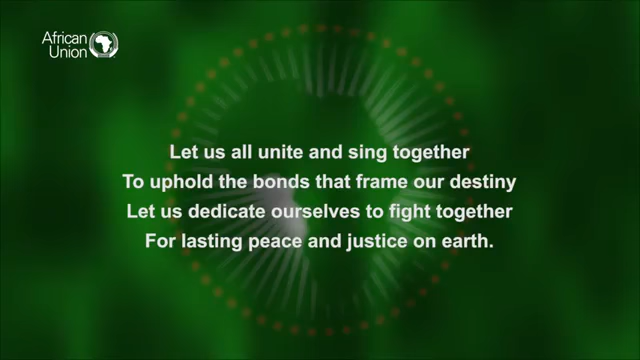 African
Union
Let us all unite and sing together
To uphold the bonds that frame our destiny
Let us dedicate ourselves to fight together
For lasting peace and justice on earth.